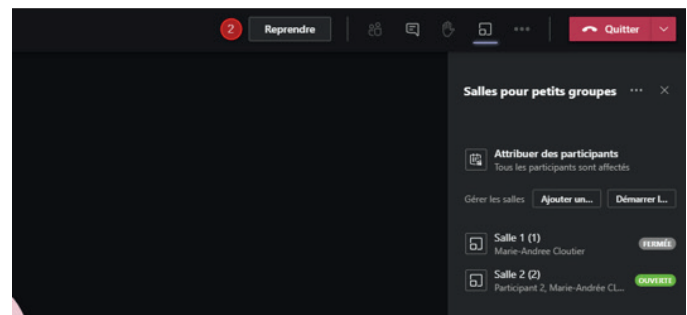 2 Reprendre Quitter
Salles pour petits groupes
Attribuer des participants
Tous les participants sont affectés
Gérer les salles Ajouter un... Démarrer l...
Salle 1 (1) FERMÉE
Marie-Andree Cloutier
Salle 2 (2) OUVERTE
Participant 2, Marie-Andrée CL...